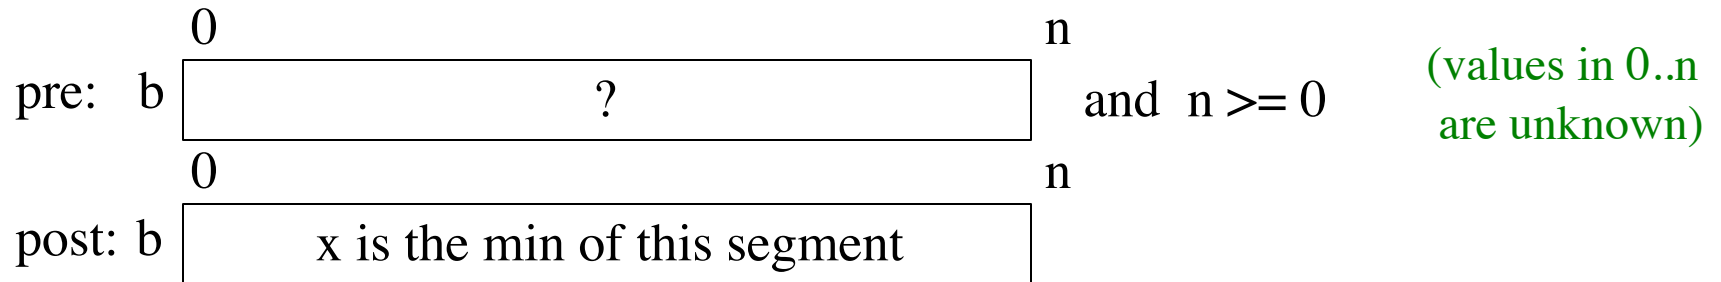 0 n
pre: b ? and n >= 0 (values in 0..n
are unknown)
0 n
post: b x is the min of this segment